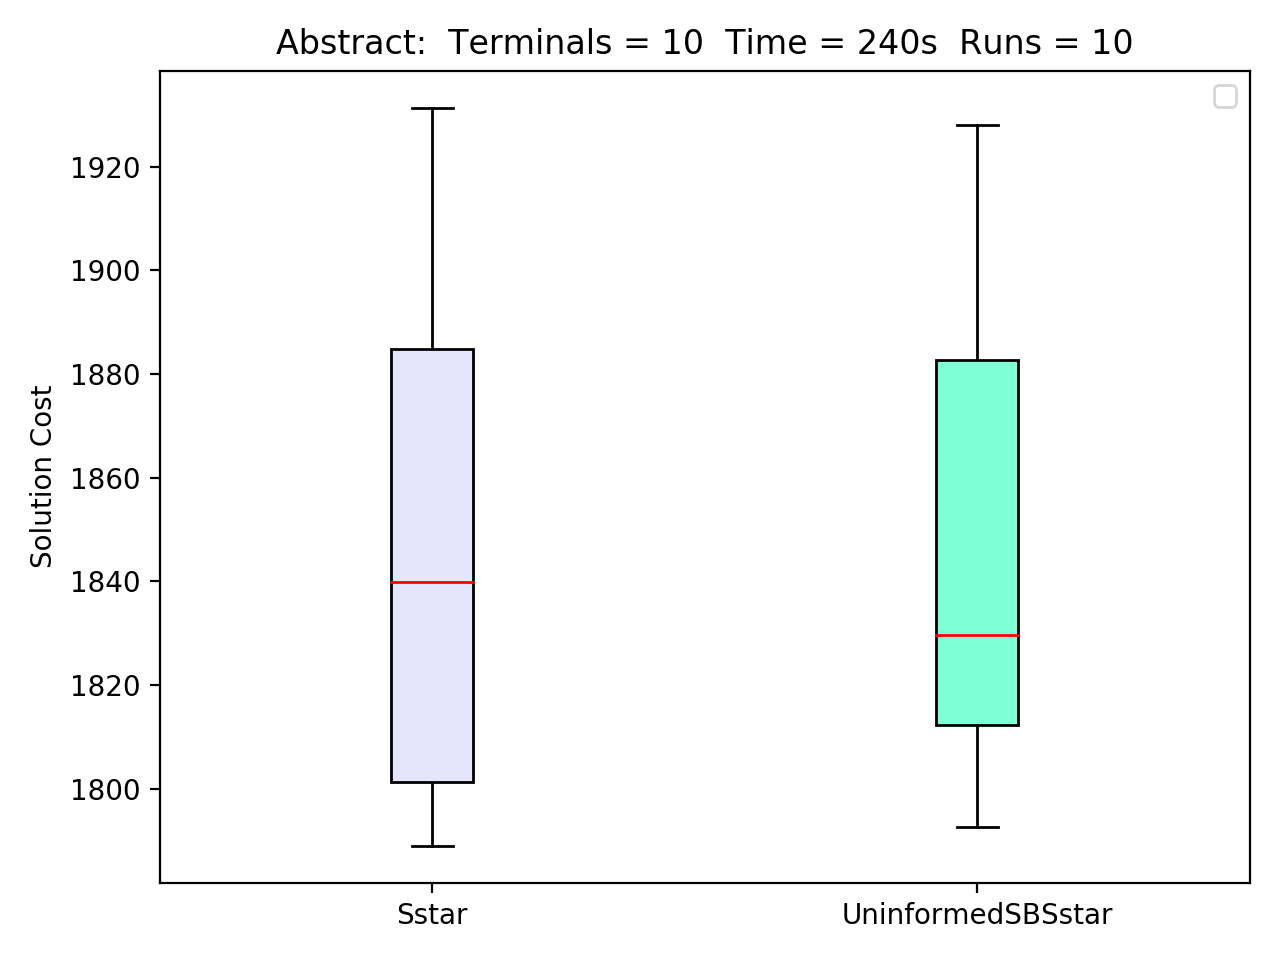 Abstract:  Terminals = 10  Time = 240s  Runs = 10
1920
1900
1880
1860
1840
1820
1800
Solution Cost
Sstar
UninformedSBSstar